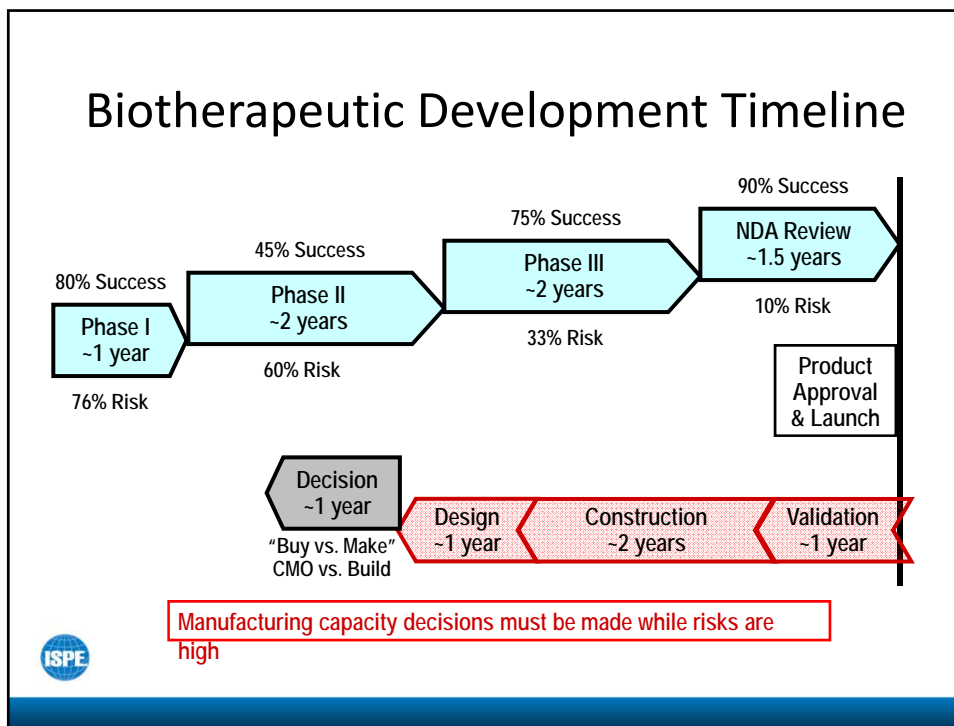 Biotherapeutic Development Timeline
90% Success
NDA Review
~1.5 years
10% Risk
75% Success
Phase III
~2 years
33% Risk
45% Success
Phase II
~2 years
60% Risk
80% Success
Phase I
~1 year
76% Risk
Product
Approval
& Launch
Decision
~1 year
"Buy vs. Make"
CMO vs. Build
Design
~1 year
Construction
~2 years
Validation
~1 year
Manufacturing capacity decisions must be made while risks are
high
ISPE